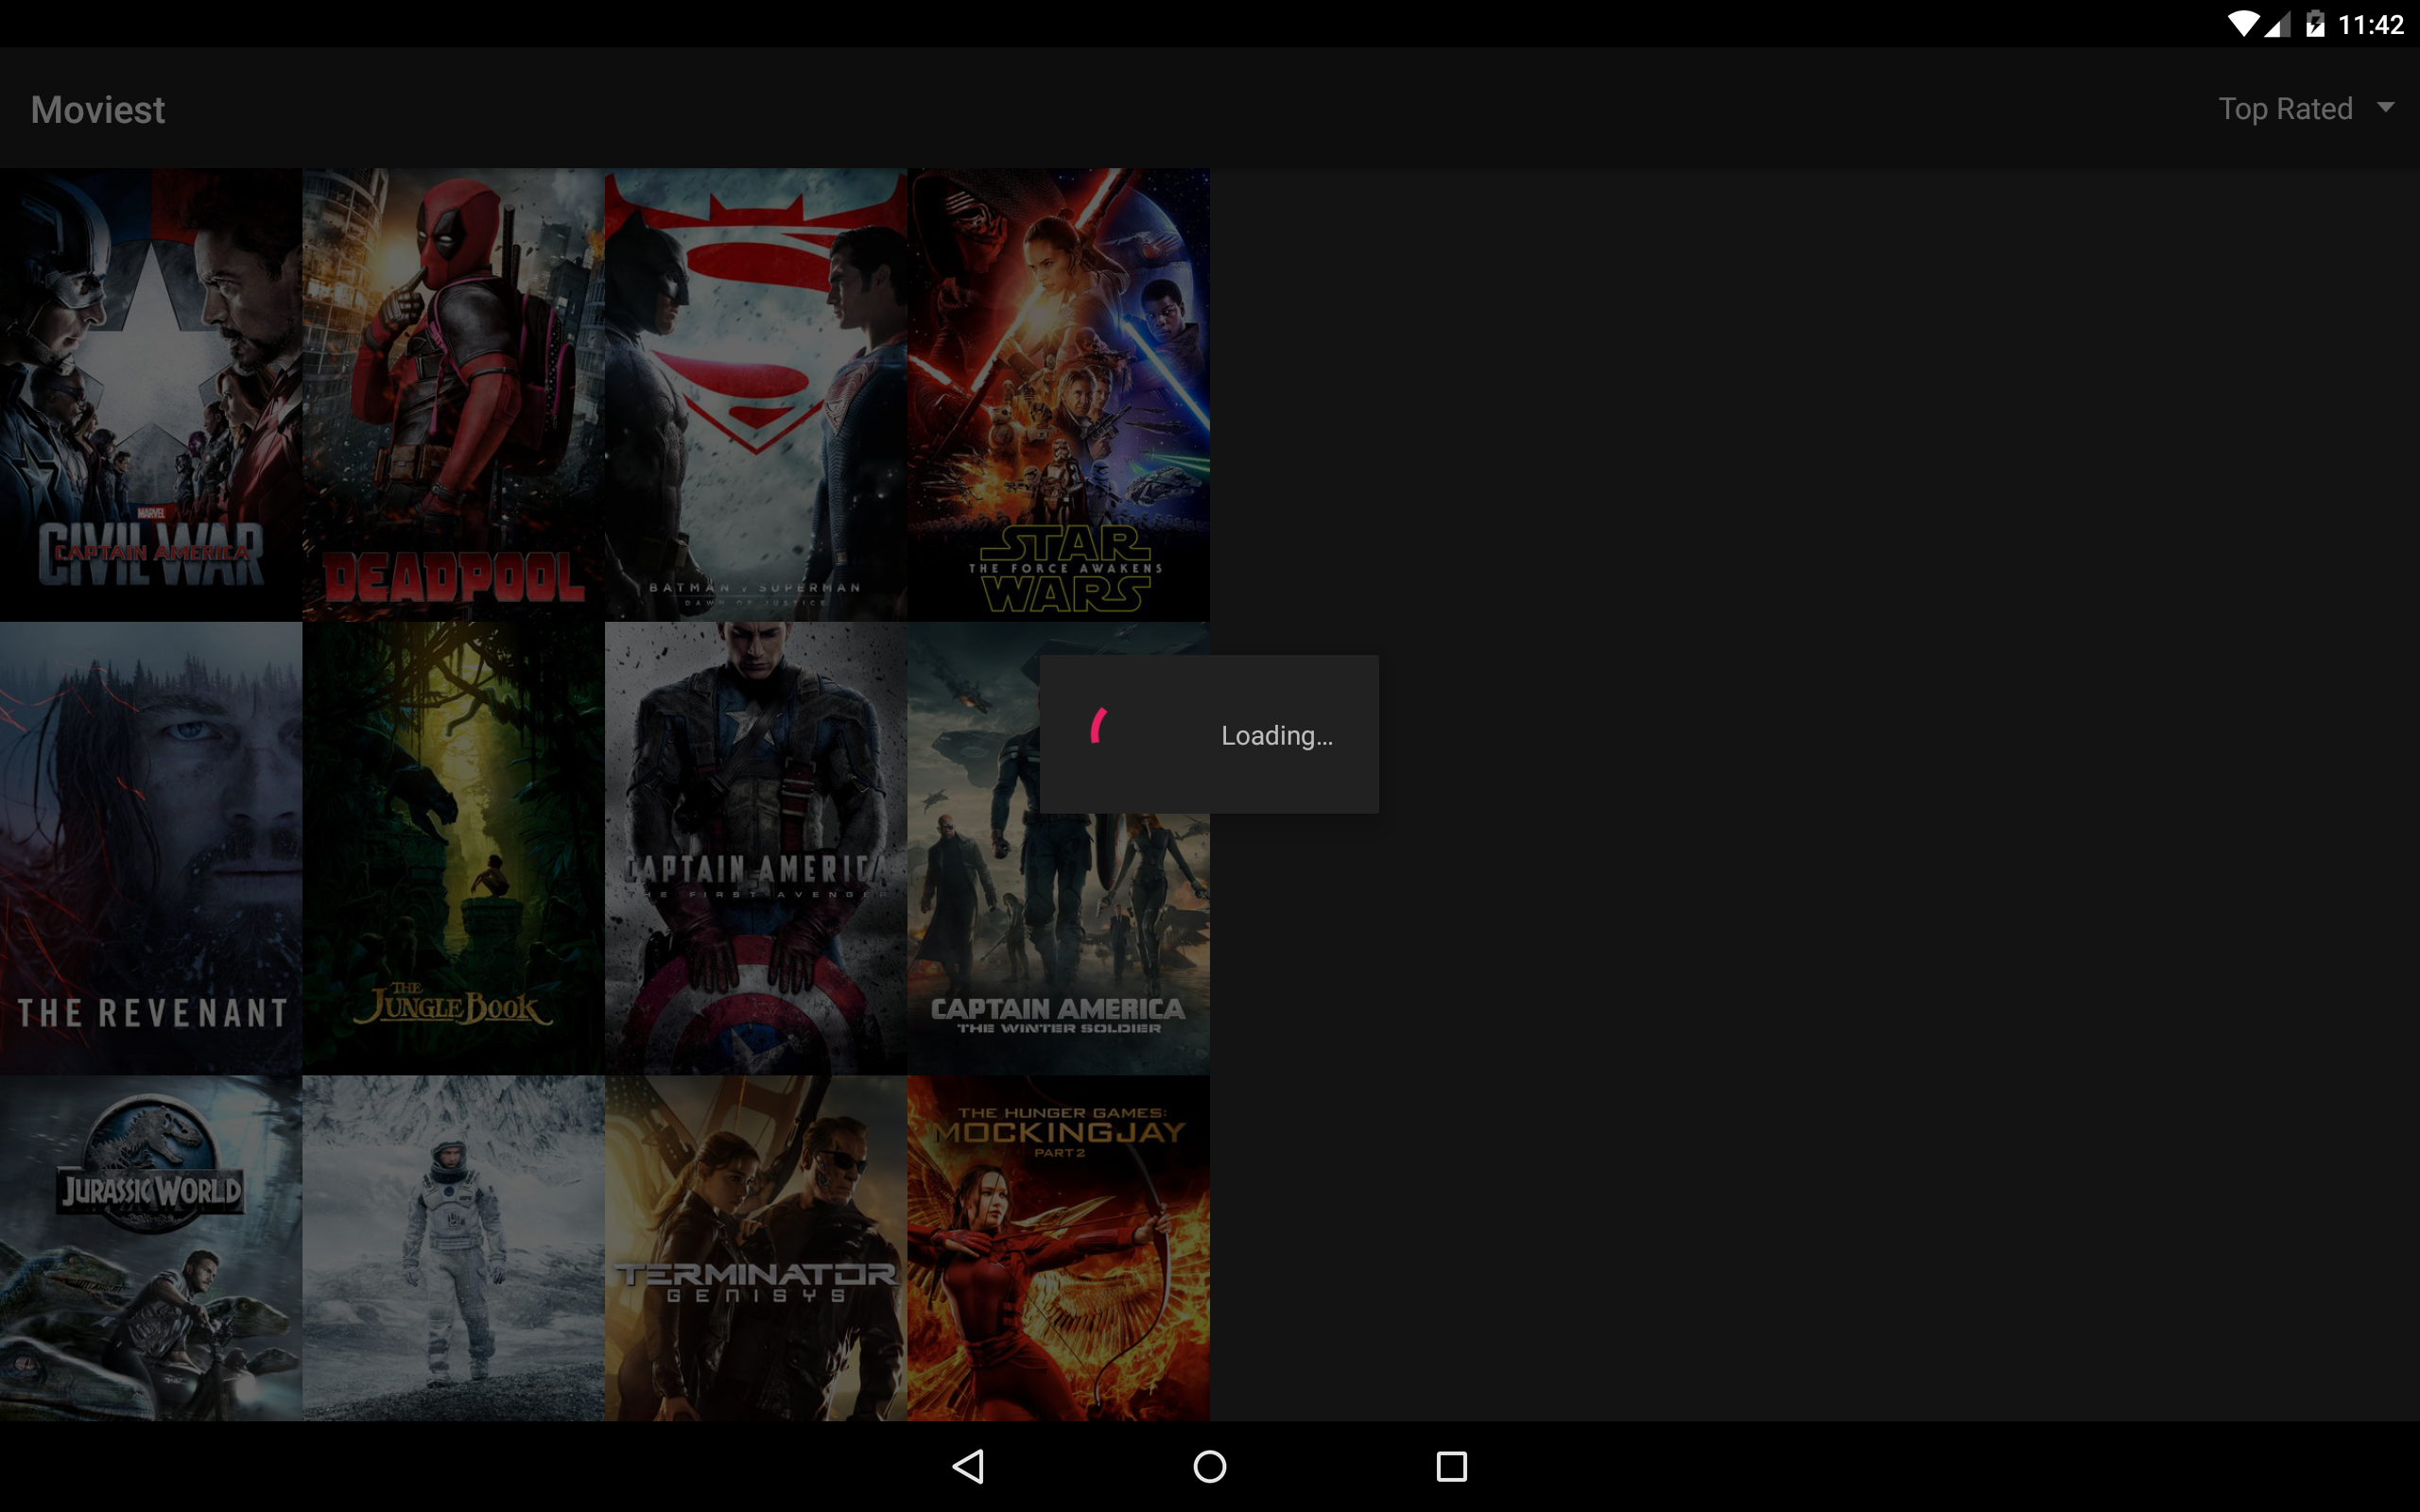 11:42
Moviest
Top Rated
MARVEL
CAPTAIN AMERICA
CIVIL WAR
DEADPOOL
BATMAN v SUPERMAN
DAWN OF JUSTICE
STAR
THE FORCE AWAKENS
WARS
Loading...
THE REVENANT
THE
JUNGLE BOOK
CAPTAIN AMERICA
THE FIRST AVENGER
CAPTAIN AMERICA
THE WINTER SOLDIER
JURASSIC WORLD
TERMINATOR
GENISYS
THE HUNGER GAMES:
MOCKINGJAY
PART 2